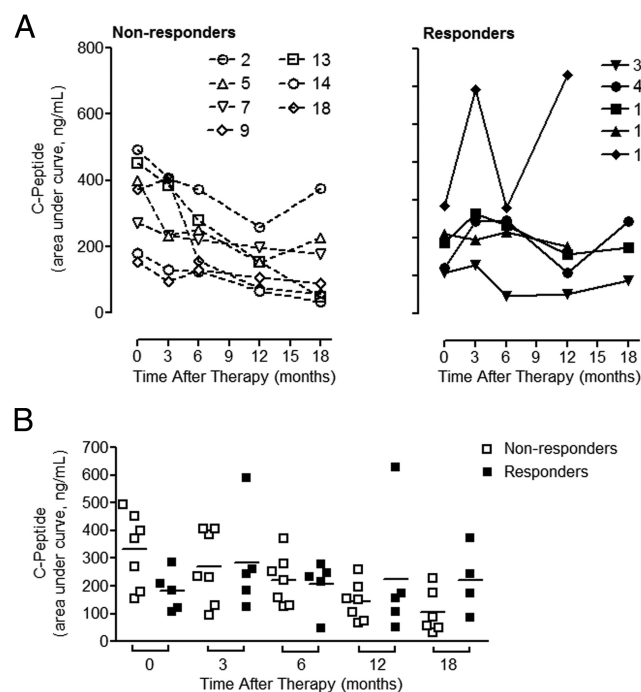 A
Non-responders
Responders
800
600
400
200
0
C-Peptide
(area under curve, ng/mL)
2
5
7
9
13
14
18
3
4
1
1
1
0 3 6 9 12 15 18
0 3 6 9 12 15 18
Time After Therapy (months)
Time After Therapy (months)
B
700
600
500
400
300
200
100
0
C-Peptide
(area under curve, ng/mL)
Non-responders
Responders
0 3 6 12 18
Time After Therapy (months)